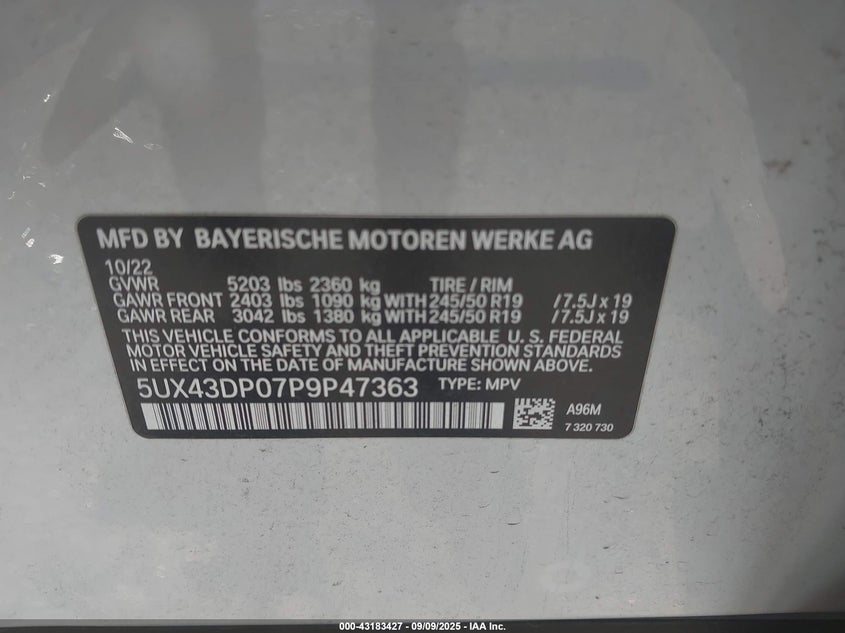 MFD BY BAYERISCHE MOTOREN WERKE AG
10/22
GVWR 5203 lbs 2360 kg TIRE / RIM
GAWR FRONT 2403 lbs 1090 kg WITH 245/50 R19 / 7.5J x 19
GAWR REAR 3042 lbs 1380 kg WITH 245/50 R19 / 7.5J x 19
THIS VEHICLE CONFORMS TO ALL APPLICABLE U. S. FEDERAL
MOTOR VEHICLE SAFETY AND THEFT PREVENTION STANDARDS
IN EFFECT ON THE DATE OF MANUFACTURE SHOWN ABOVE.
5UX43DP07P9P47363 TYPE: MPV
A96M
7 320 730
000-43183427 - 09/09/2025 - IAA Inc.